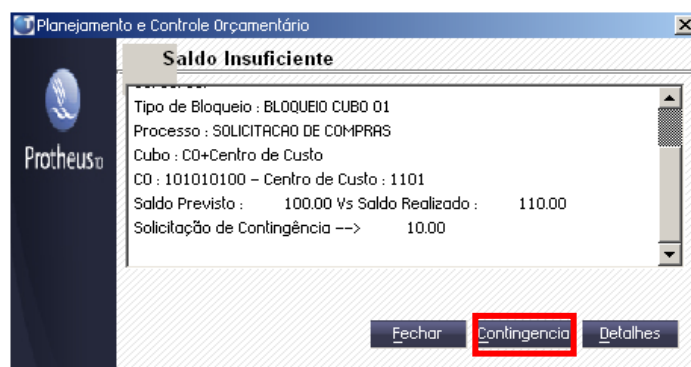 Planejamento e Controle Orçamentário
Saldo Insuficiente
Tipo de Bloqueio : BLOQUEIO CUBO 01
Processo : SOLICITACAO DE COMPRAS
Cubo : CO+Centro de Custo
CO : 101010100 - Centro de Custo : 1101
Saldo Previsto : 100.00 Vs Saldo Realizado : 110.00
Solicitação de Contingência --> 10.00
Protheus 10
Fechar Contingencia Detalhes